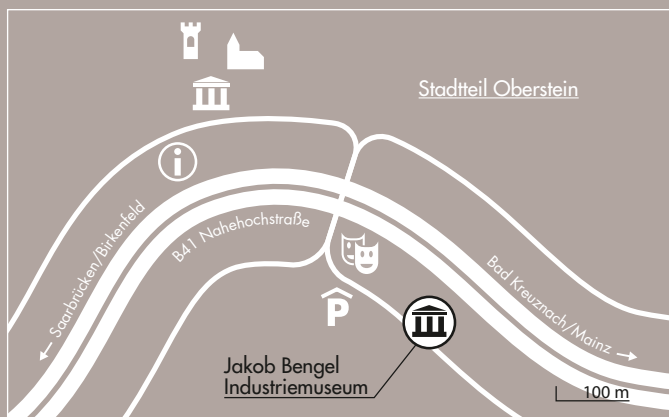 Stadtteil Oberstein
i
← Saarbrücken/Birkenfeld
B41 Nahehochstraße
Bad Kreuznach/Mainz →
P
Jakob Bengel
Industriemuseum
100 m